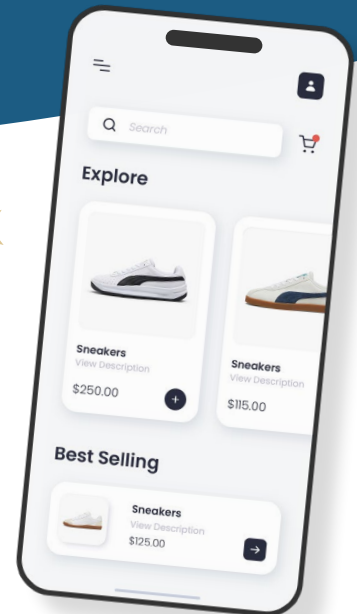 Search
Explore
Sneakers
View Description
$250.00
Sneakers
View Description
$115.00
Best Selling
Sneakers
View Description
$125.00